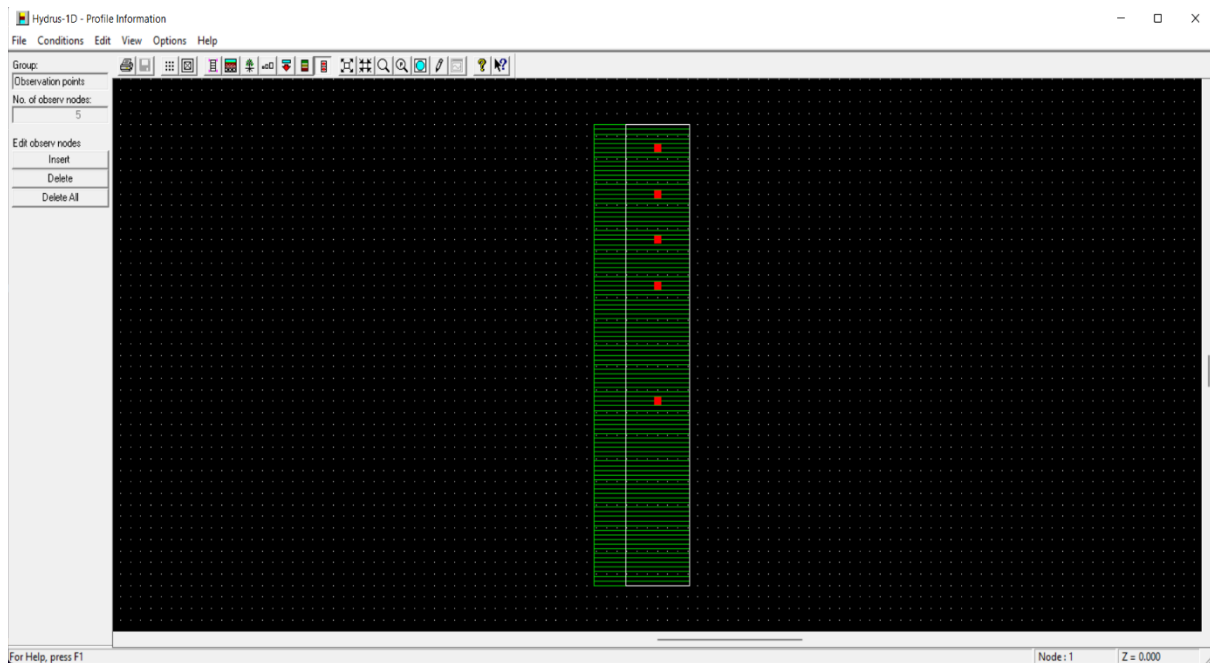 Hydrus-1D - Profile Information
File Conditions Edit View Options Help
Group:
Observation points
No. of observ nodes:
5
Edit observ nodes
Insert
Delete
Delete All
For Help, press F1
Node : 1
Z = 0.000